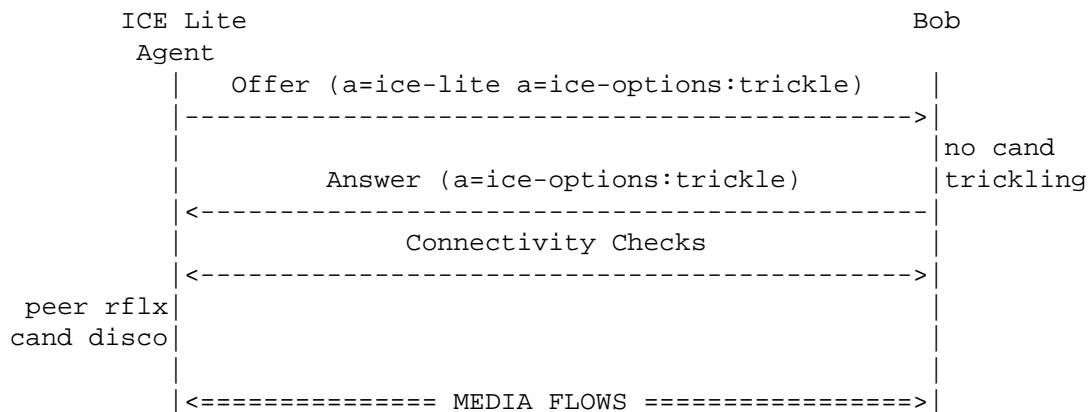 ICE Lite                                          Bob
 Agent
   |   Offer (a=ice-lite a=ice-options:trickle)    |
   |---------------------------------------------->|
   |                                               |no cand
   |         Answer (a=ice-options:trickle)        |trickling
   |<----------------------------------------------|
   |              Connectivity Checks              |
   |<--------------------------------------------->|
peer rflx|                                               |
cand disco|                                               |
   |                                               |
   |<=============== MEDIA FLOWS =================>|